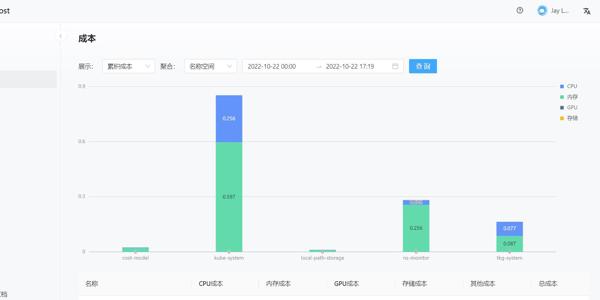 ost
Jay L...
成本
展示: 累积成本 聚合: 名称空间 2022-10-22 00:00 → 2022-10-22 17:19 查 询
0.9
0.6
0.3
0
0.256
0.597
0.256
0.077
0.087
cost-model kube-system local-path-storage ns-monitor tkg-system
CPU
内存
GPU
存储
名称 CPU成本 内存成本 GPU成本 存储成本 其他成本 总成本
文档